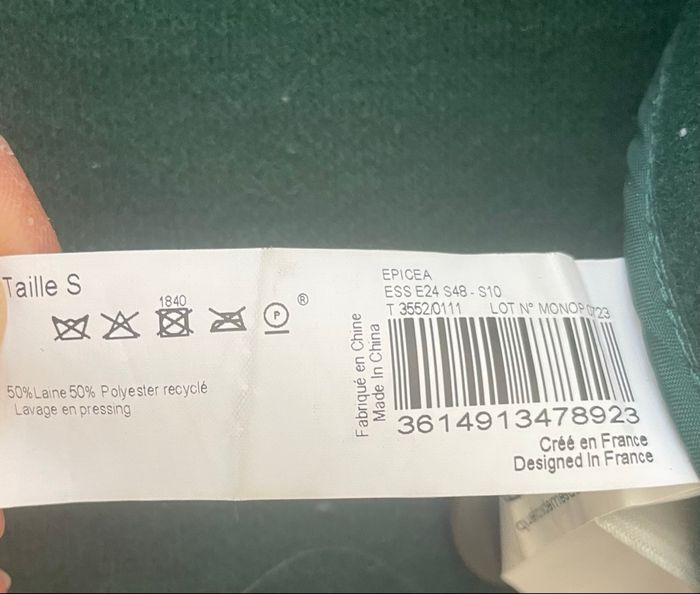 Taille S
1840
P
®
50%Laine 50% Polyester recyclé
Lavage en pressing
Fabriqué en Chine
Made In China
EPICEA
ESS E24 S48 - S10
T 3552/0111 LOT N° MONOP 0723
3614913478923
Créé en France
Designed In France